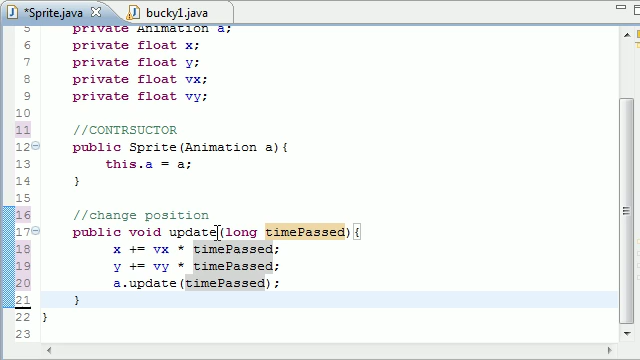 *Sprite.java bucky1.java
5 private Animation a;
6 private float x;
7 private float y;
8 private float vx;
9 private float vy;
10
11 //CONTRSUCTOR
12 public Sprite(Animation a){
13 this.a = a;
14 }
15
16 //change position
17 public void update(long timePassed){
18 x += vx * timePassed;
19 y += vy * timePassed;
20 a.update(timePassed);
21 }
22 }
23